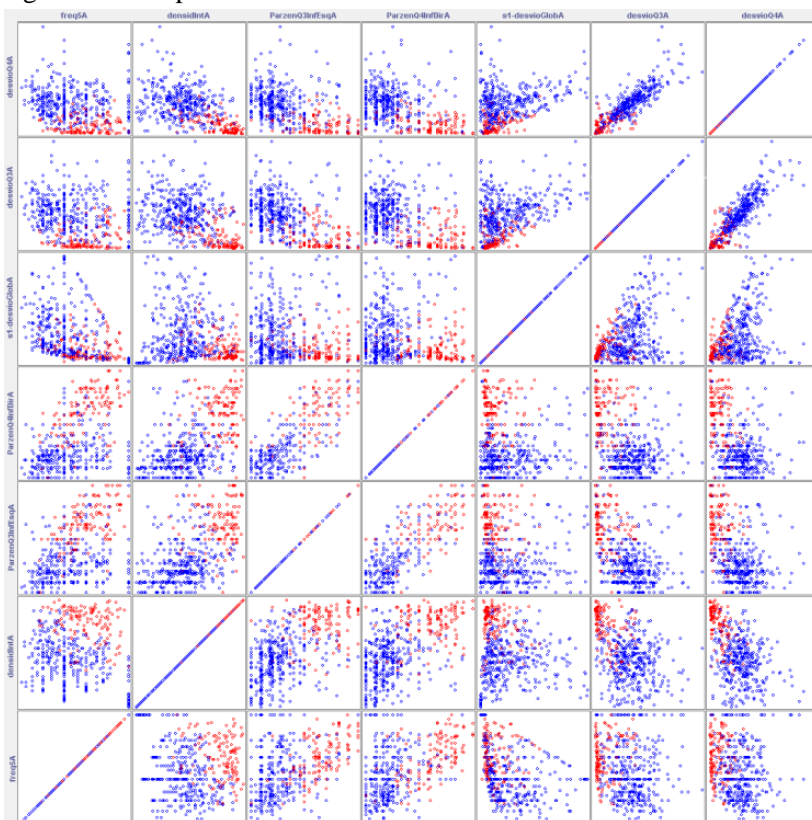 freq5A densidIntA ParzenQ3InfEsqA ParzenQ4InfDirA s1-desvioGlobA desvioQ3A desvioQ4A
desvioQ4A
desvioQ3A
s1-desvioGlobA
ParzenQ4InfDirA
ParzenQ3InfEsqA
densidIntA
freq5A